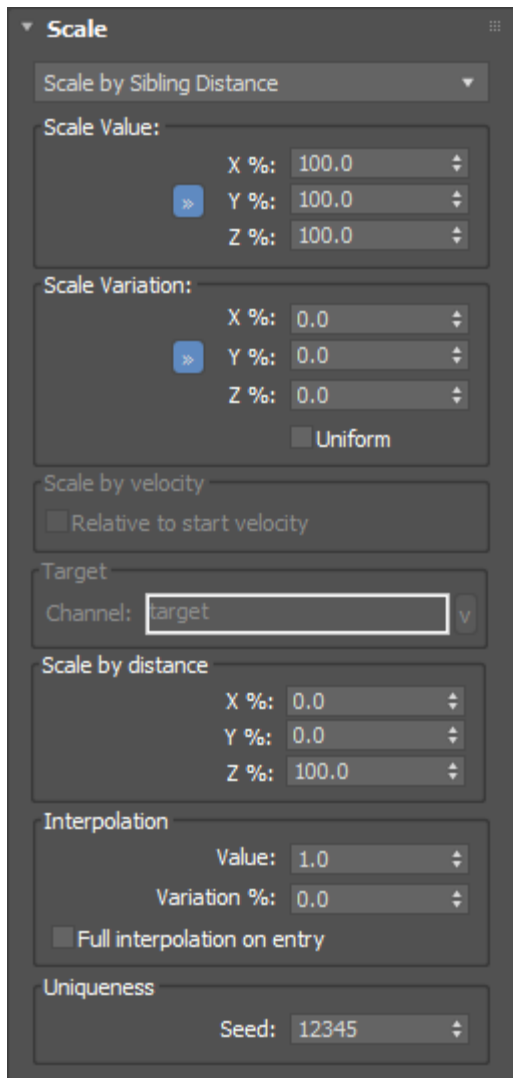 Scale
Scale by Sibling Distance
Scale Value:
X %: 100.0
» Y %: 100.0
Z %: 100.0
Scale Variation:
X %: 0.0
» Y %: 0.0
Z %: 0.0
Uniform
Scale by velocity
Relative to start velocity
Target
Channel: target v
Scale by distance
X %: 0.0
Y %: 0.0
Z %: 100.0
Interpolation
Value: 1.0
Variation %: 0.0
Full interpolation on entry
Uniqueness
Seed: 12345